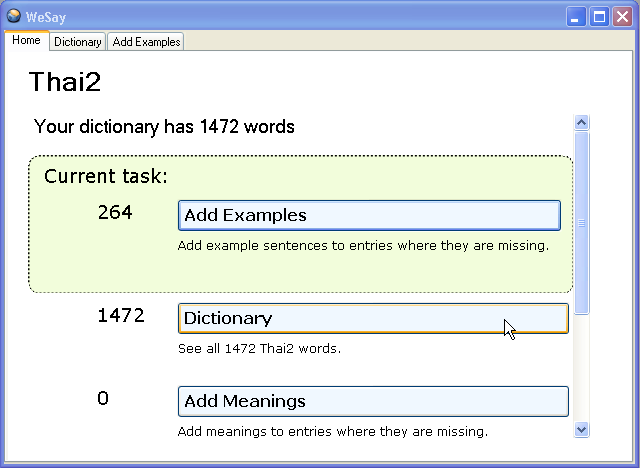 WeSay
Home Dictionary Add Examples
Thai2
Your dictionary has 1472 words
Current task:
264 Add Examples
Add example sentences to entries where they are missing.
1472 Dictionary
See all 1472 Thai2 words.
0 Add Meanings
Add meanings to entries where they are missing.